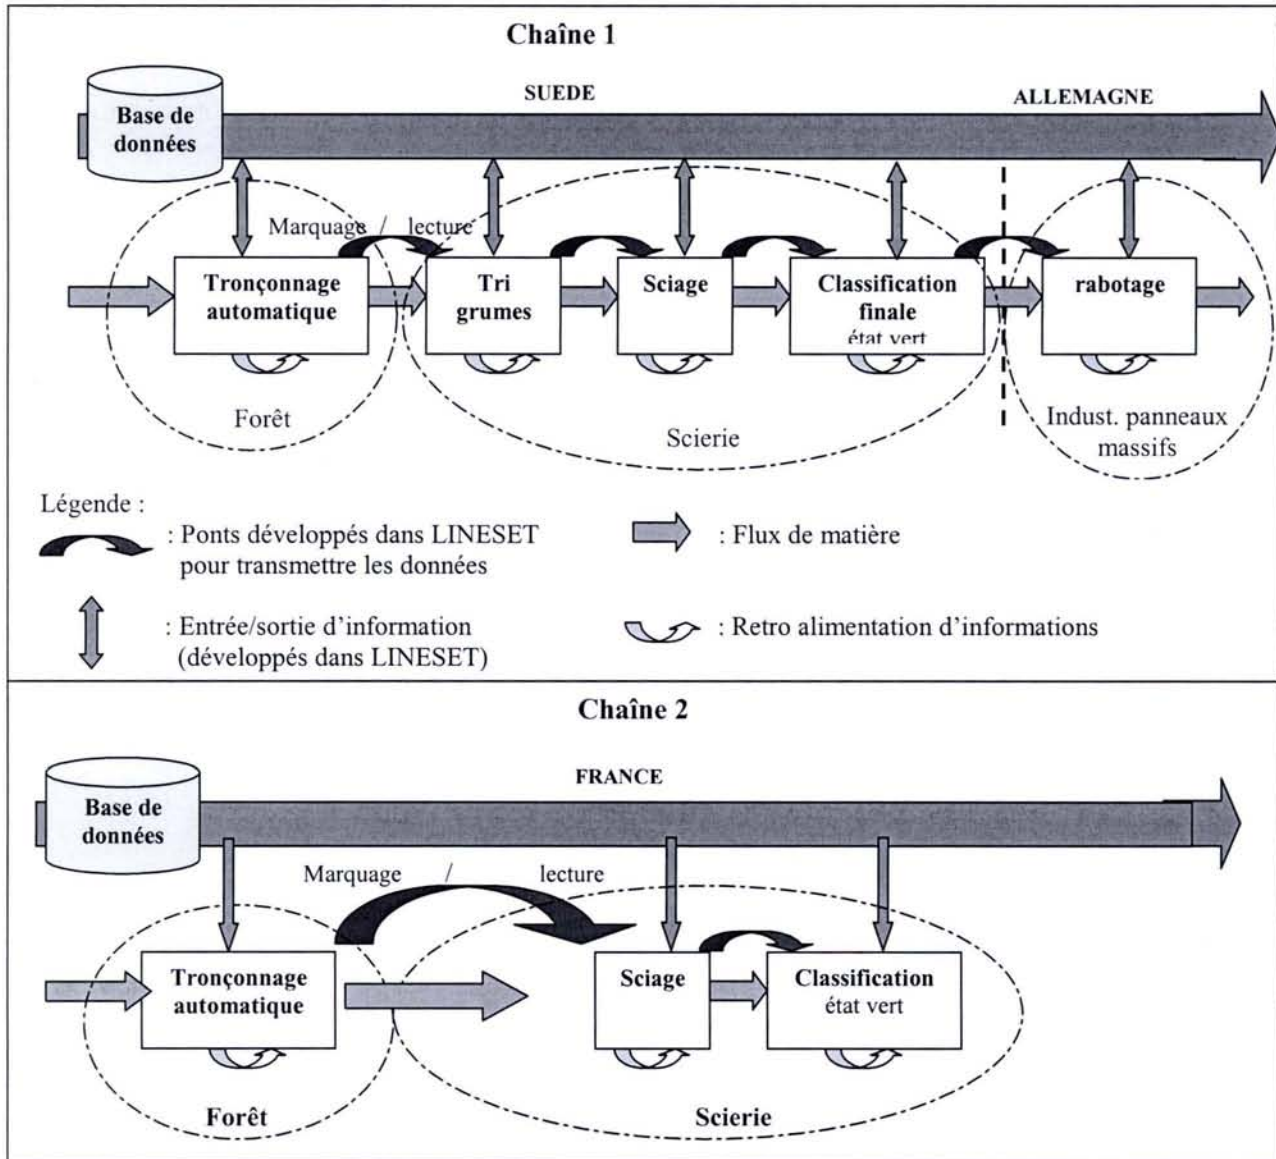 Chaîne 1
SUEDE
ALLEMAGNE
Base de
données
Marquage / lecture
Tronçonnage
automatique
Tri
grumes
Sciage
Classification
finale
état vert
rabotage
Forêt
Scierie
Indust. panneaux
massifs
Légende :
: Ponts développés dans LINESET
pour transmettre les données
: Flux de matière
: Entrée/sortie d’information
(développés dans LINESET)
: Retro alimentation d’informations
Chaîne 2
FRANCE
Base de
données
Marquage / lecture
Tronçonnage
automatique
Sciage
Classification
état vert
Forêt
Scierie